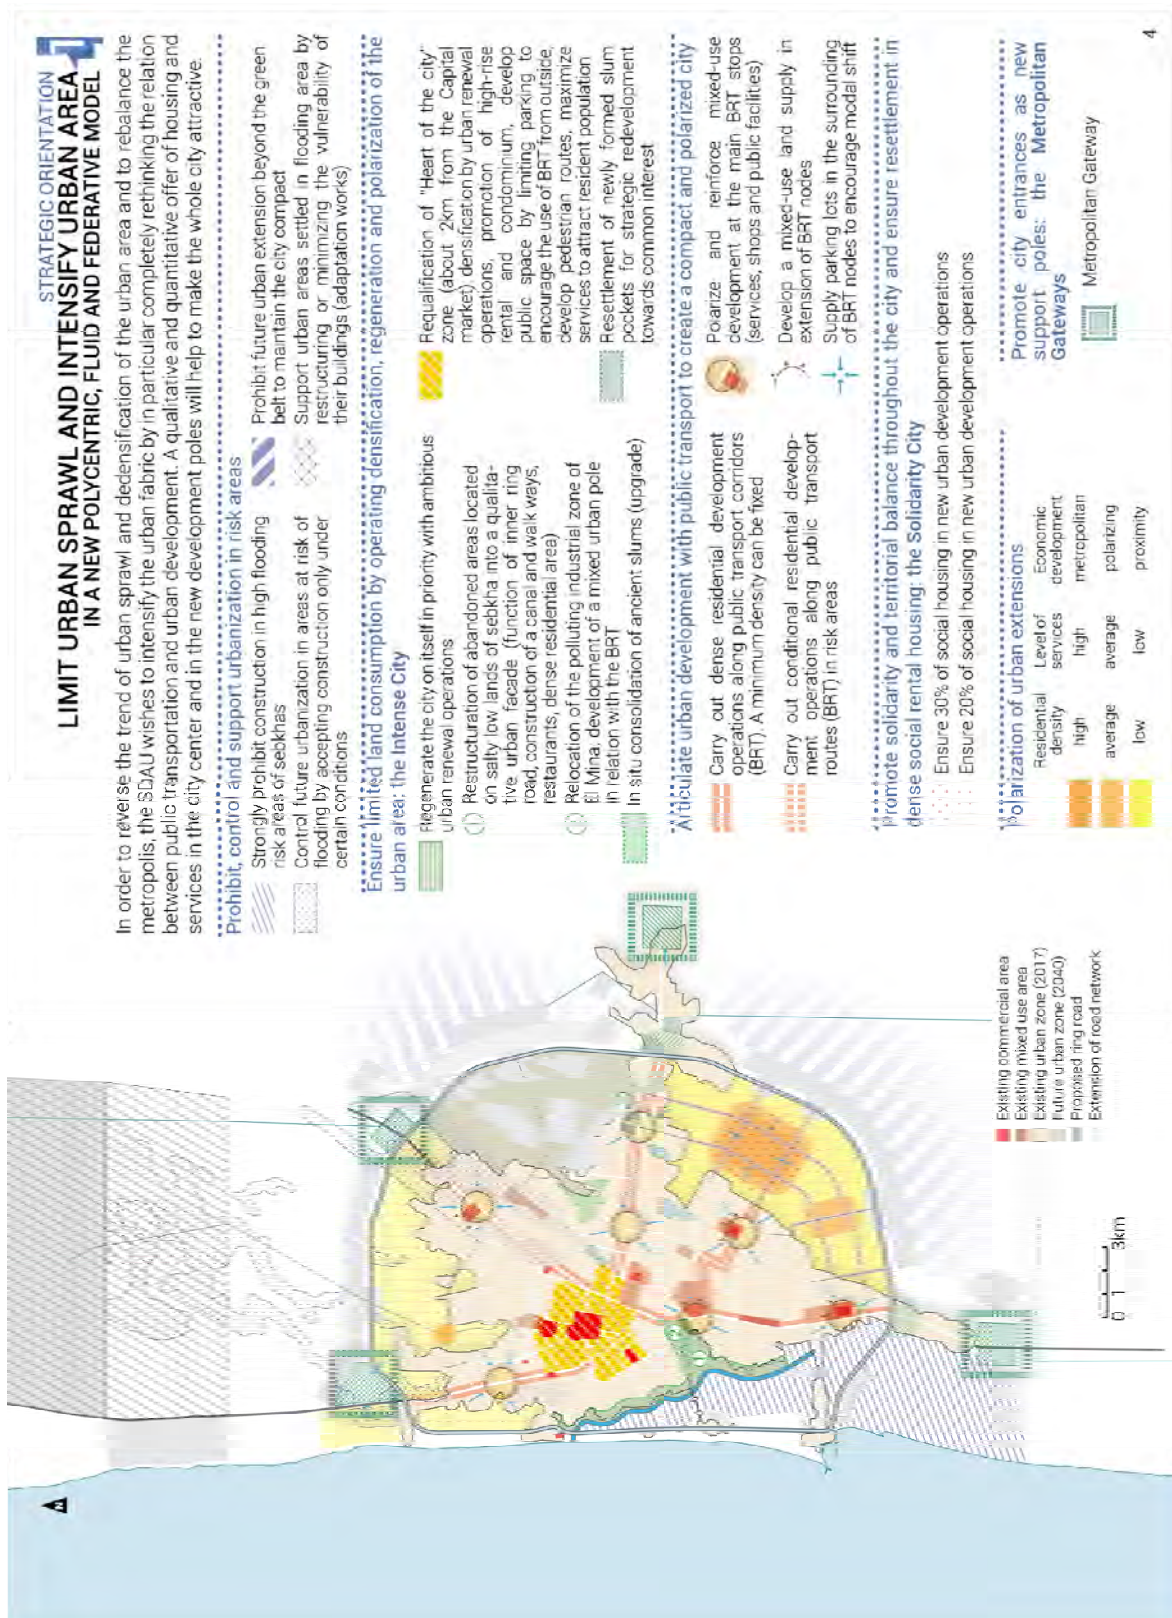 STRATEGIC ORIENTATION
LIMIT URBAN SPRAWL AND INTENSIFY URBAN AREA
IN A NEW POLYCENTRIC, FLUID AND FEDERATIVE MODEL
In order to reverse the trend of urban sprawl and dedensification of the urban area and to rebalance the
metropolis, the SDAU wishes to intensify the urban fabric by in particular completely rethinking the relation
between public transportation and urban development. A qualitative and quantitative offer of housing and
services in the city center and in the new development poles will help to make the whole city attractive.
Prohibit, control and support urbanization in risk areas
Strongly prohibit construction in high flooding
risk areas of sebkhas
Control future urbanization in areas at risk of
flooding by accepting construction only under
certain conditions
Prohibit future urban extension beyond the green
belt to maintain the city compact
Support urban areas settled in flooding area by
restructuring or minimizing the vulnerability of
their buildings (adaptation works)
Ensure limited land consumption by operating densification, regeneration and polarization of the
urban area: the Intense City
Regenerate the city on itself in priority with ambitious
urban renewal operations
① Restructuration of abandoned areas located
on salty low lands of sekha into a qualita-
tive urban facade (function of inner ring
road, construction of a canal and walk ways,
restaurants, dense residential area)
② Relocation of the polluting industrial zone of
El Mina, development of a mixed urban pole
in relation with the BRT
In situ consolidation of ancient slums (upgrade)
Requalification of "Heart of the city"
zone (about 2km from the Capital
market), densification by urban renewal
operations, promotion of high-rise
rental and condominium, develop
public space by limiting parking to
encourage the use of BRT from outside,
develop pedestrian routes, maximize
services to attract resident population
Resettlement of newly formed slum
pockets for strategic redevelopment
towards common interest
Articulate urban development with public transport to create a compact and polarized city
Carry out dense residential development
operations along public transport corridors
(BRT). A minimum density can be fixed
Carry out conditional residential develop-
ment operations along public transport
routes (BRT) in risk areas
Polarize and reinforce mixed-use
development at the main BRT stops
(services, shops and public facilities)
Develop a mixed-use land supply in
extension of BRT nodes
Supply parking lots in the surrounding
of BRT nodes to encourage modal shift
Promote solidarity and territorial balance throughout the city and ensure resettlement in
dense social rental housing: the Solidarity City
Ensure 30% of social housing in new urban development operations
Ensure 20% of social housing in new urban development operations
Polarization of urban extensions
Residential density Level of services Economic development
high high metropolitan
average average polarizing
low low proximity
Promote city entrances as new
support poles: the Metropolitan
Gateways
Metropolitan Gateway
Existing commercial area
Existing mixed use area
Existing urban zone (2017)
Future urban zone (2040)
Proposed ring road
Extension of road network
0 1 3km
N
4